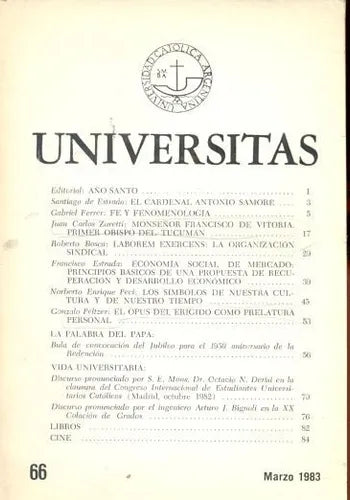 UNIVERSIDAD CATOLICA ARGENTINA
S M
B A
UNIVERSITAS
Editorial: AÑO SANTO 1
Santiago de Estrada: EL CARDENAL ANTONIO SAMORE 3
Gabriel Ferrer: FE Y FENOMENOLOGIA 5
Juan Carlos Zuretti: MONSEÑOR FRANCISCO DE VITORIA,
PRIMER OBISPO DEL TUCUMAN 17
Roberto Bosca: LABOREM EXERCENS: LA ORGANIZACIÓN
SINDICAL 29
Francisco Estrada: ECONOMIA SOCIAL DE MERCADO:
PRINCIPIOS BASICOS DE UNA PROPUESTA DE RECU-
PERACION Y DESARROLLO ECONOMICO 39
Norberto Enrique Peci: LOS SIMBOLOS DE NUESTRA CUL-
TURA Y DE NUESTRO TIEMPO 45
Gonzalo Peltzer: EL OPUS DEI ERIGIDO COMO PRELATURA
PERSONAL 53
LA PALABRA DEL PAPA:
Bula de convocación del Jubileo para el 1950 aniversario de la
Redención 56
VIDA UNIVERSITARIA:
Discurso pronunciado por S. E. Mons. Dr. Octavio N. Derisi en la
clausura del Congreso Internacional de Estudiantes Universi-
tarios Católicos (Madrid, octubre 1982) 70
Discurso pronunciado por el ingeniero Arturo J. Bignoli en la XX
Colación de Grados 76
LIBROS 82
CINE 84
66
Marzo 1983